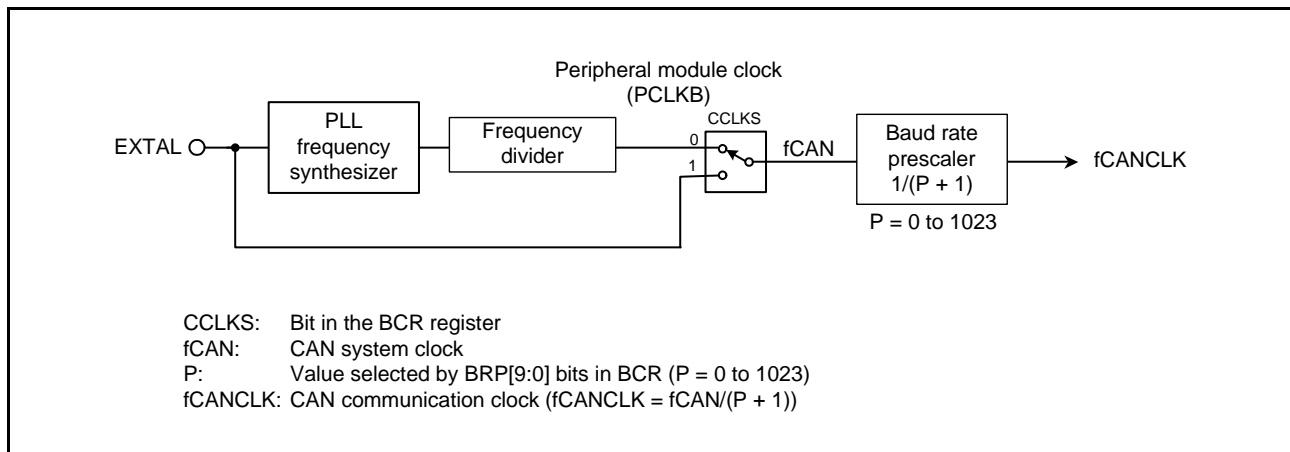 Peripheral module clock
(PCLKB)
EXTAL
PLL
frequency
synthesizer
Frequency
divider
CCLKS
0
1
fCAN
Baud rate
prescaler
1/(P + 1)
P = 0 to 1023
fCANCLK
CCLKS: Bit in the BCR register
fCAN: CAN system clock
P: Value selected by BRP[9:0] bits in BCR (P = 0 to 1023)
fCANCLK: CAN communication clock (fCANCLK = fCAN/(P + 1))